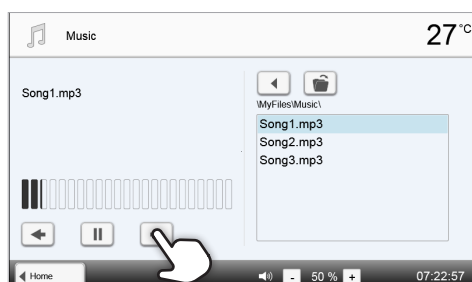 Music
27°C
Song1.mp3
\MyFiles\Music\
Song1.mp3
Song2.mp3
Song3.mp3
Home
- 50 % +
07:22:57